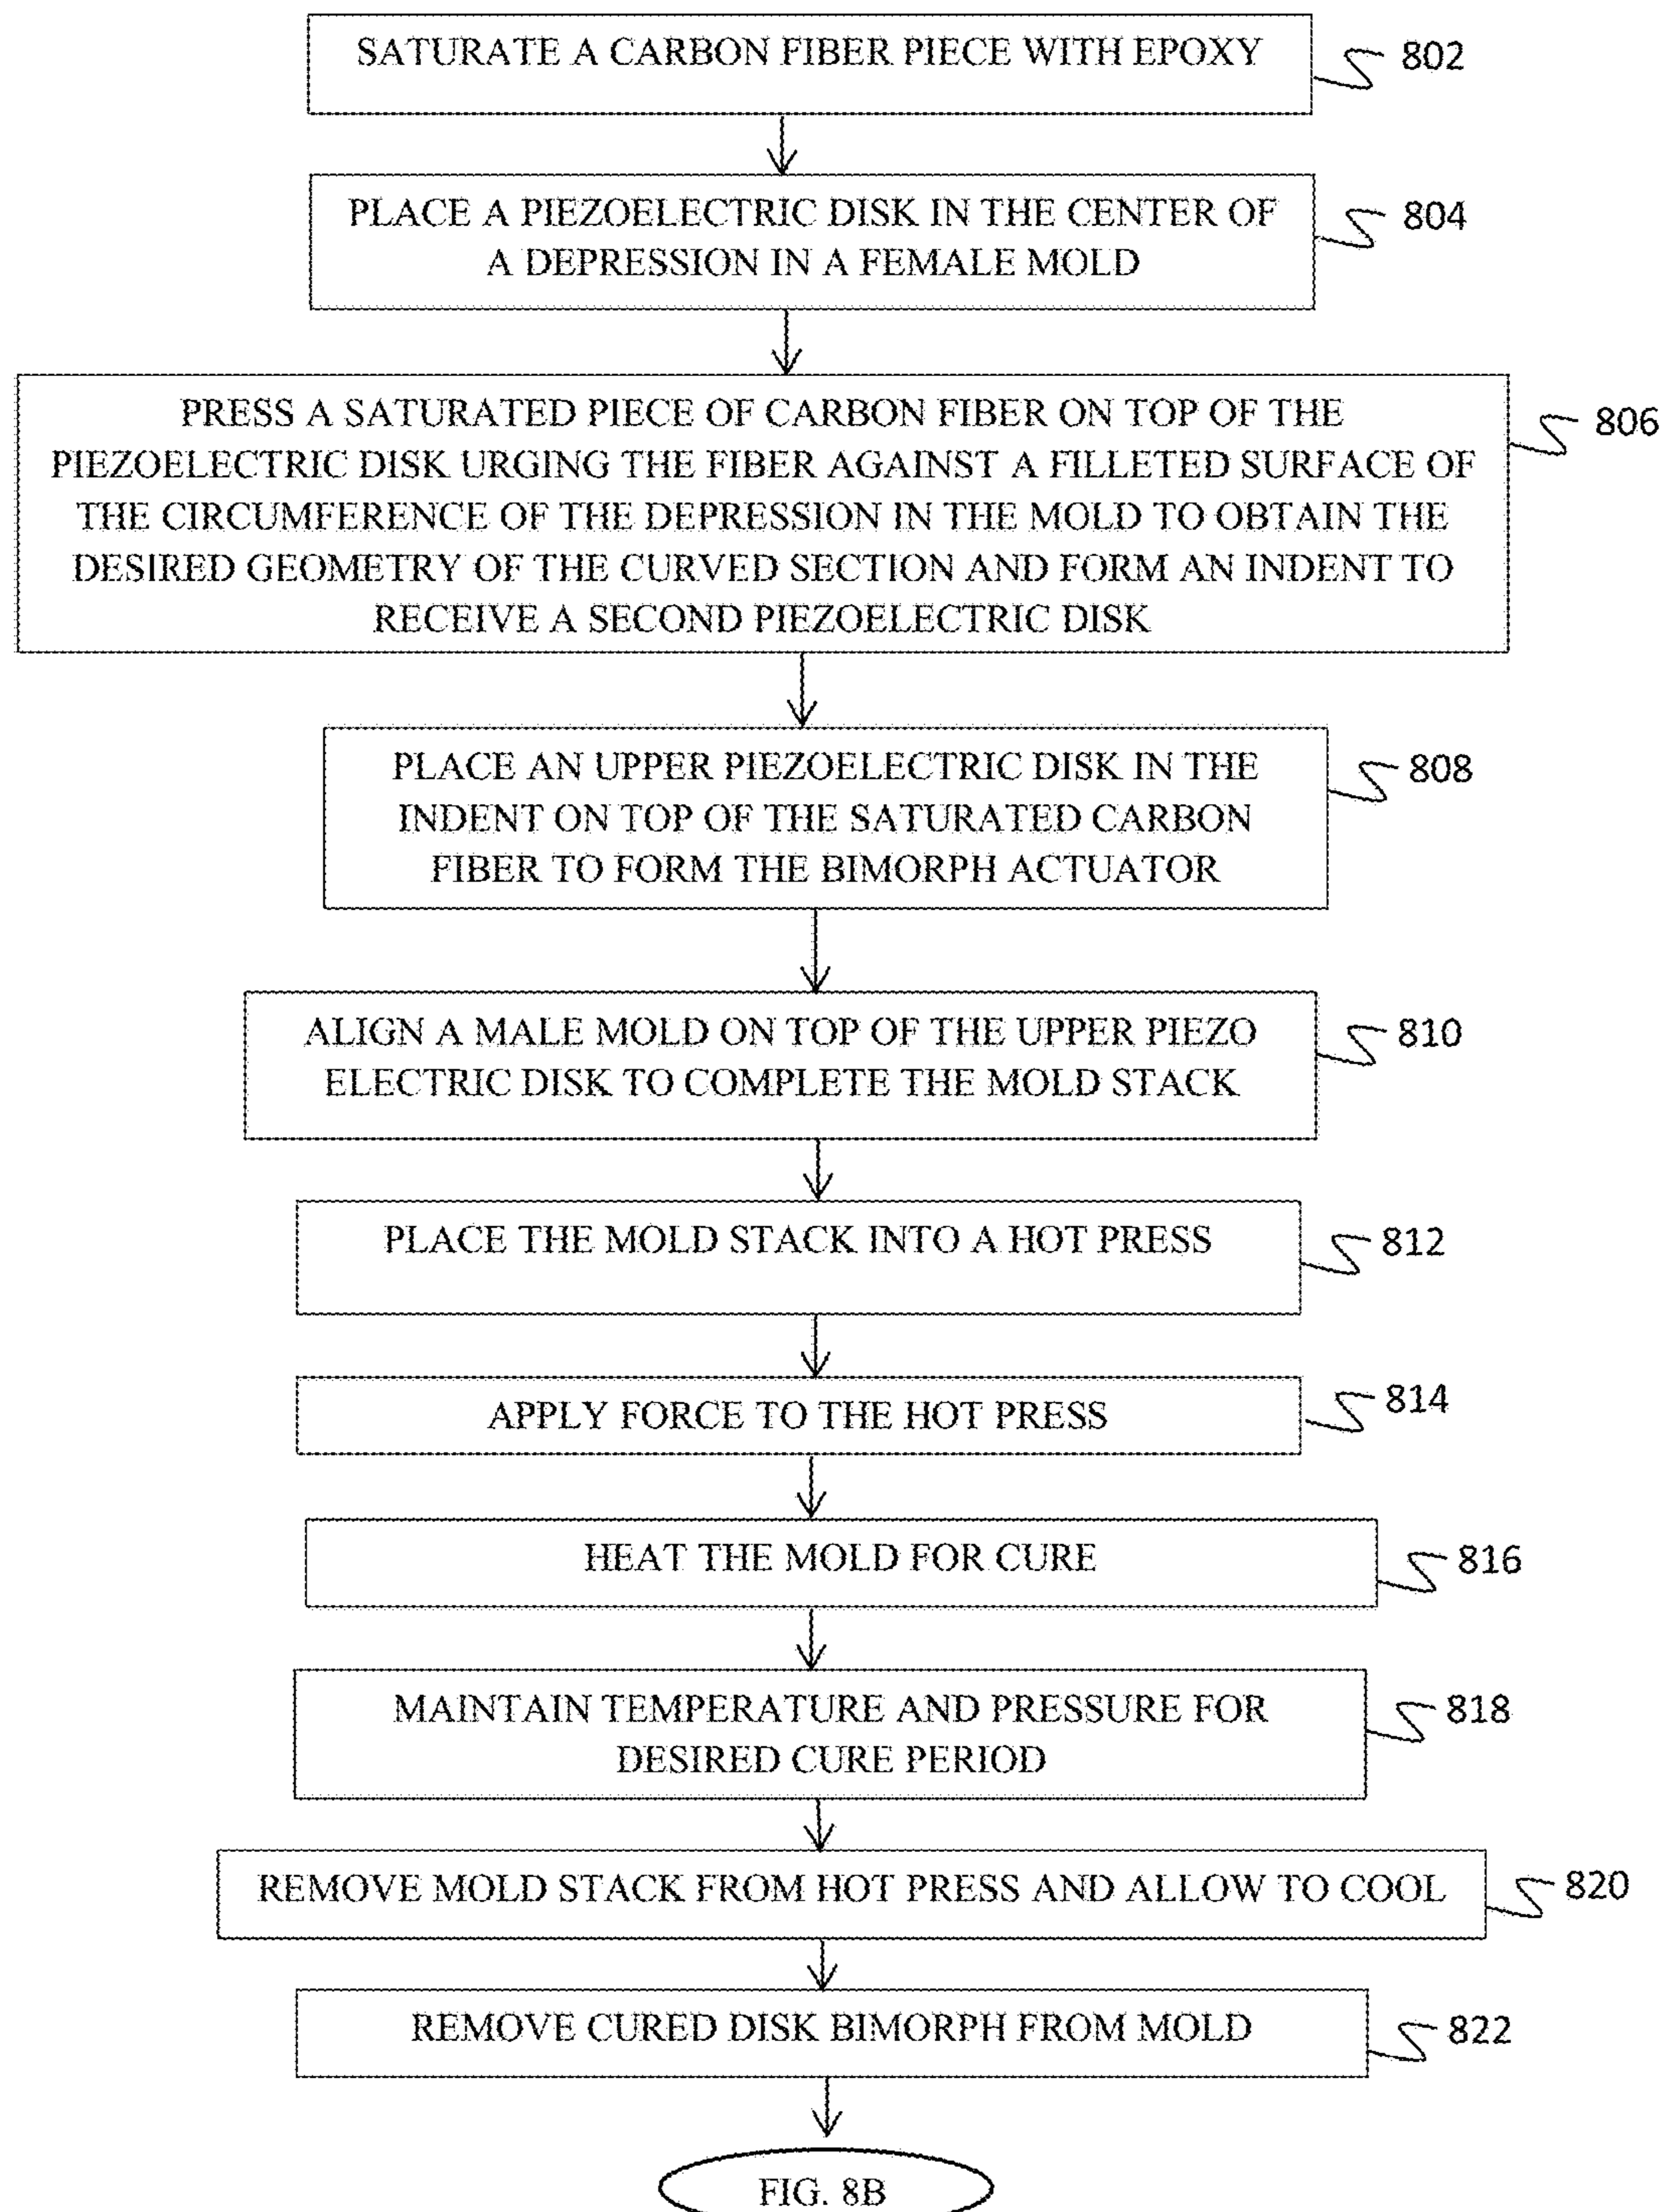 SATURATE A CARBON FIBER PIECE WITH EPOXY
802
PLACE A PIEZOELECTRIC DISK IN THE CENTER OF
A DEPRESSION IN A FEMALE MOLD
804
PRESS A SATURATED PIECE OF CARBON FIBER ON TOP OF THE
PIEZOELECTRIC DISK URGING THE FIBER AGAINST A FILLETED SURFACE OF
THE CIRCUMFERENCE OF THE DEPRESSION IN THE MOLD TO OBTAIN THE
DESIRED GEOMETRY OF THE CURVED SECTION AND FORM AN INDENT TO
RECEIVE A SECOND PIEZOELECTRIC DISK
806
PLACE AN UPPER PIEZOELECTRIC DISK IN THE
INDENT ON TOP OF THE SATURATED CARBON
FIBER TO FORM THE BIMORPH ACTUATOR
808
ALIGN A MALE MOLD ON TOP OF THE UPPER PIEZO
ELECTRIC DISK TO COMPLETE THE MOLD STACK
810
PLACE THE MOLD STACK INTO A HOT PRESS
812
APPLY FORCE TO THE HOT PRESS
814
HEAT THE MOLD FOR CURE
816
MAINTAIN TEMPERATURE AND PRESSURE FOR
DESIRED CURE PERIOD
818
REMOVE MOLD STACK FROM HOT PRESS AND ALLOW TO COOL
820
REMOVE CURED DISK BIMORPH FROM MOLD
822
FIG. 8B